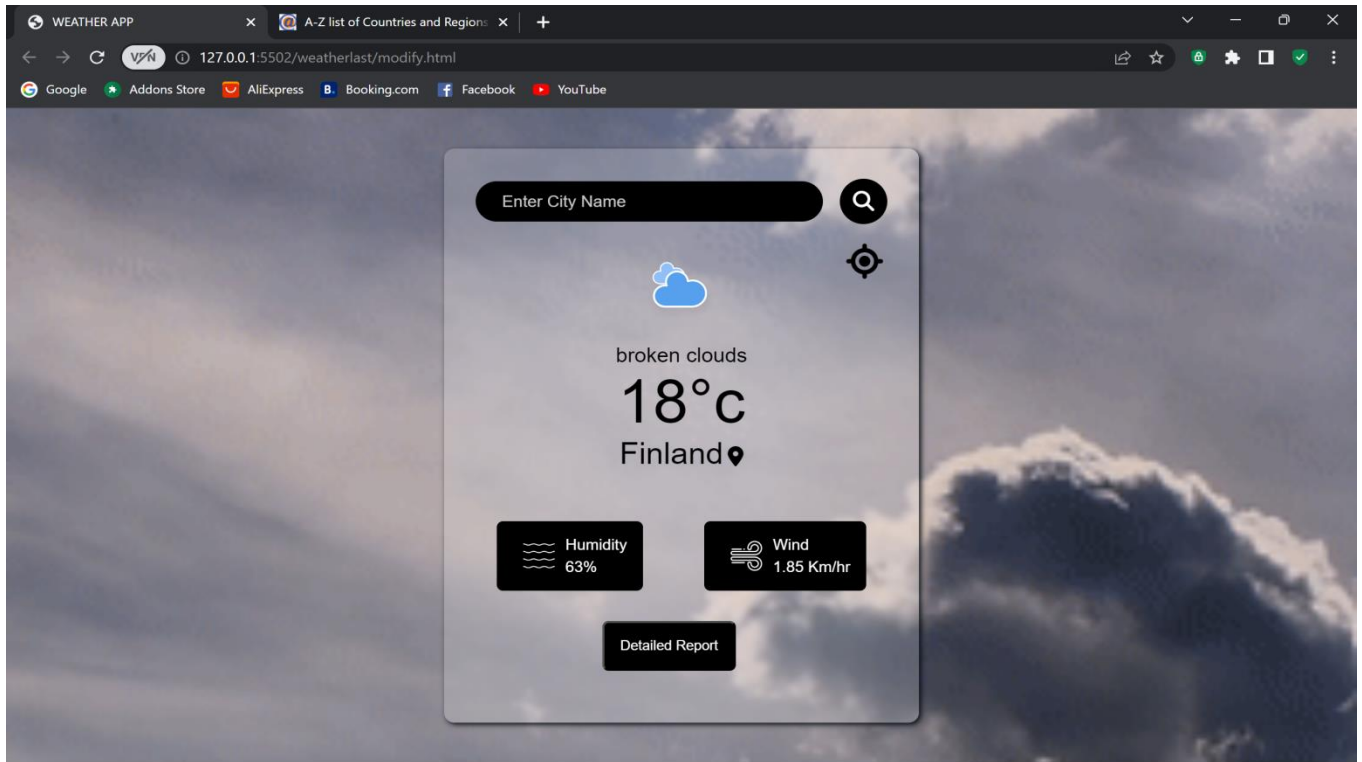 WEATHER APP
A-Z list of Countries and Regions
VPN
127.0.0.1:5502/weatherlast/modify.html
Google
Addons Store
AliExpress
B. Booking.com
Facebook
YouTube
Enter City Name
broken clouds
18°c
Finland
Humidity
63%
Wind
1.85 Km/hr
Detailed Report